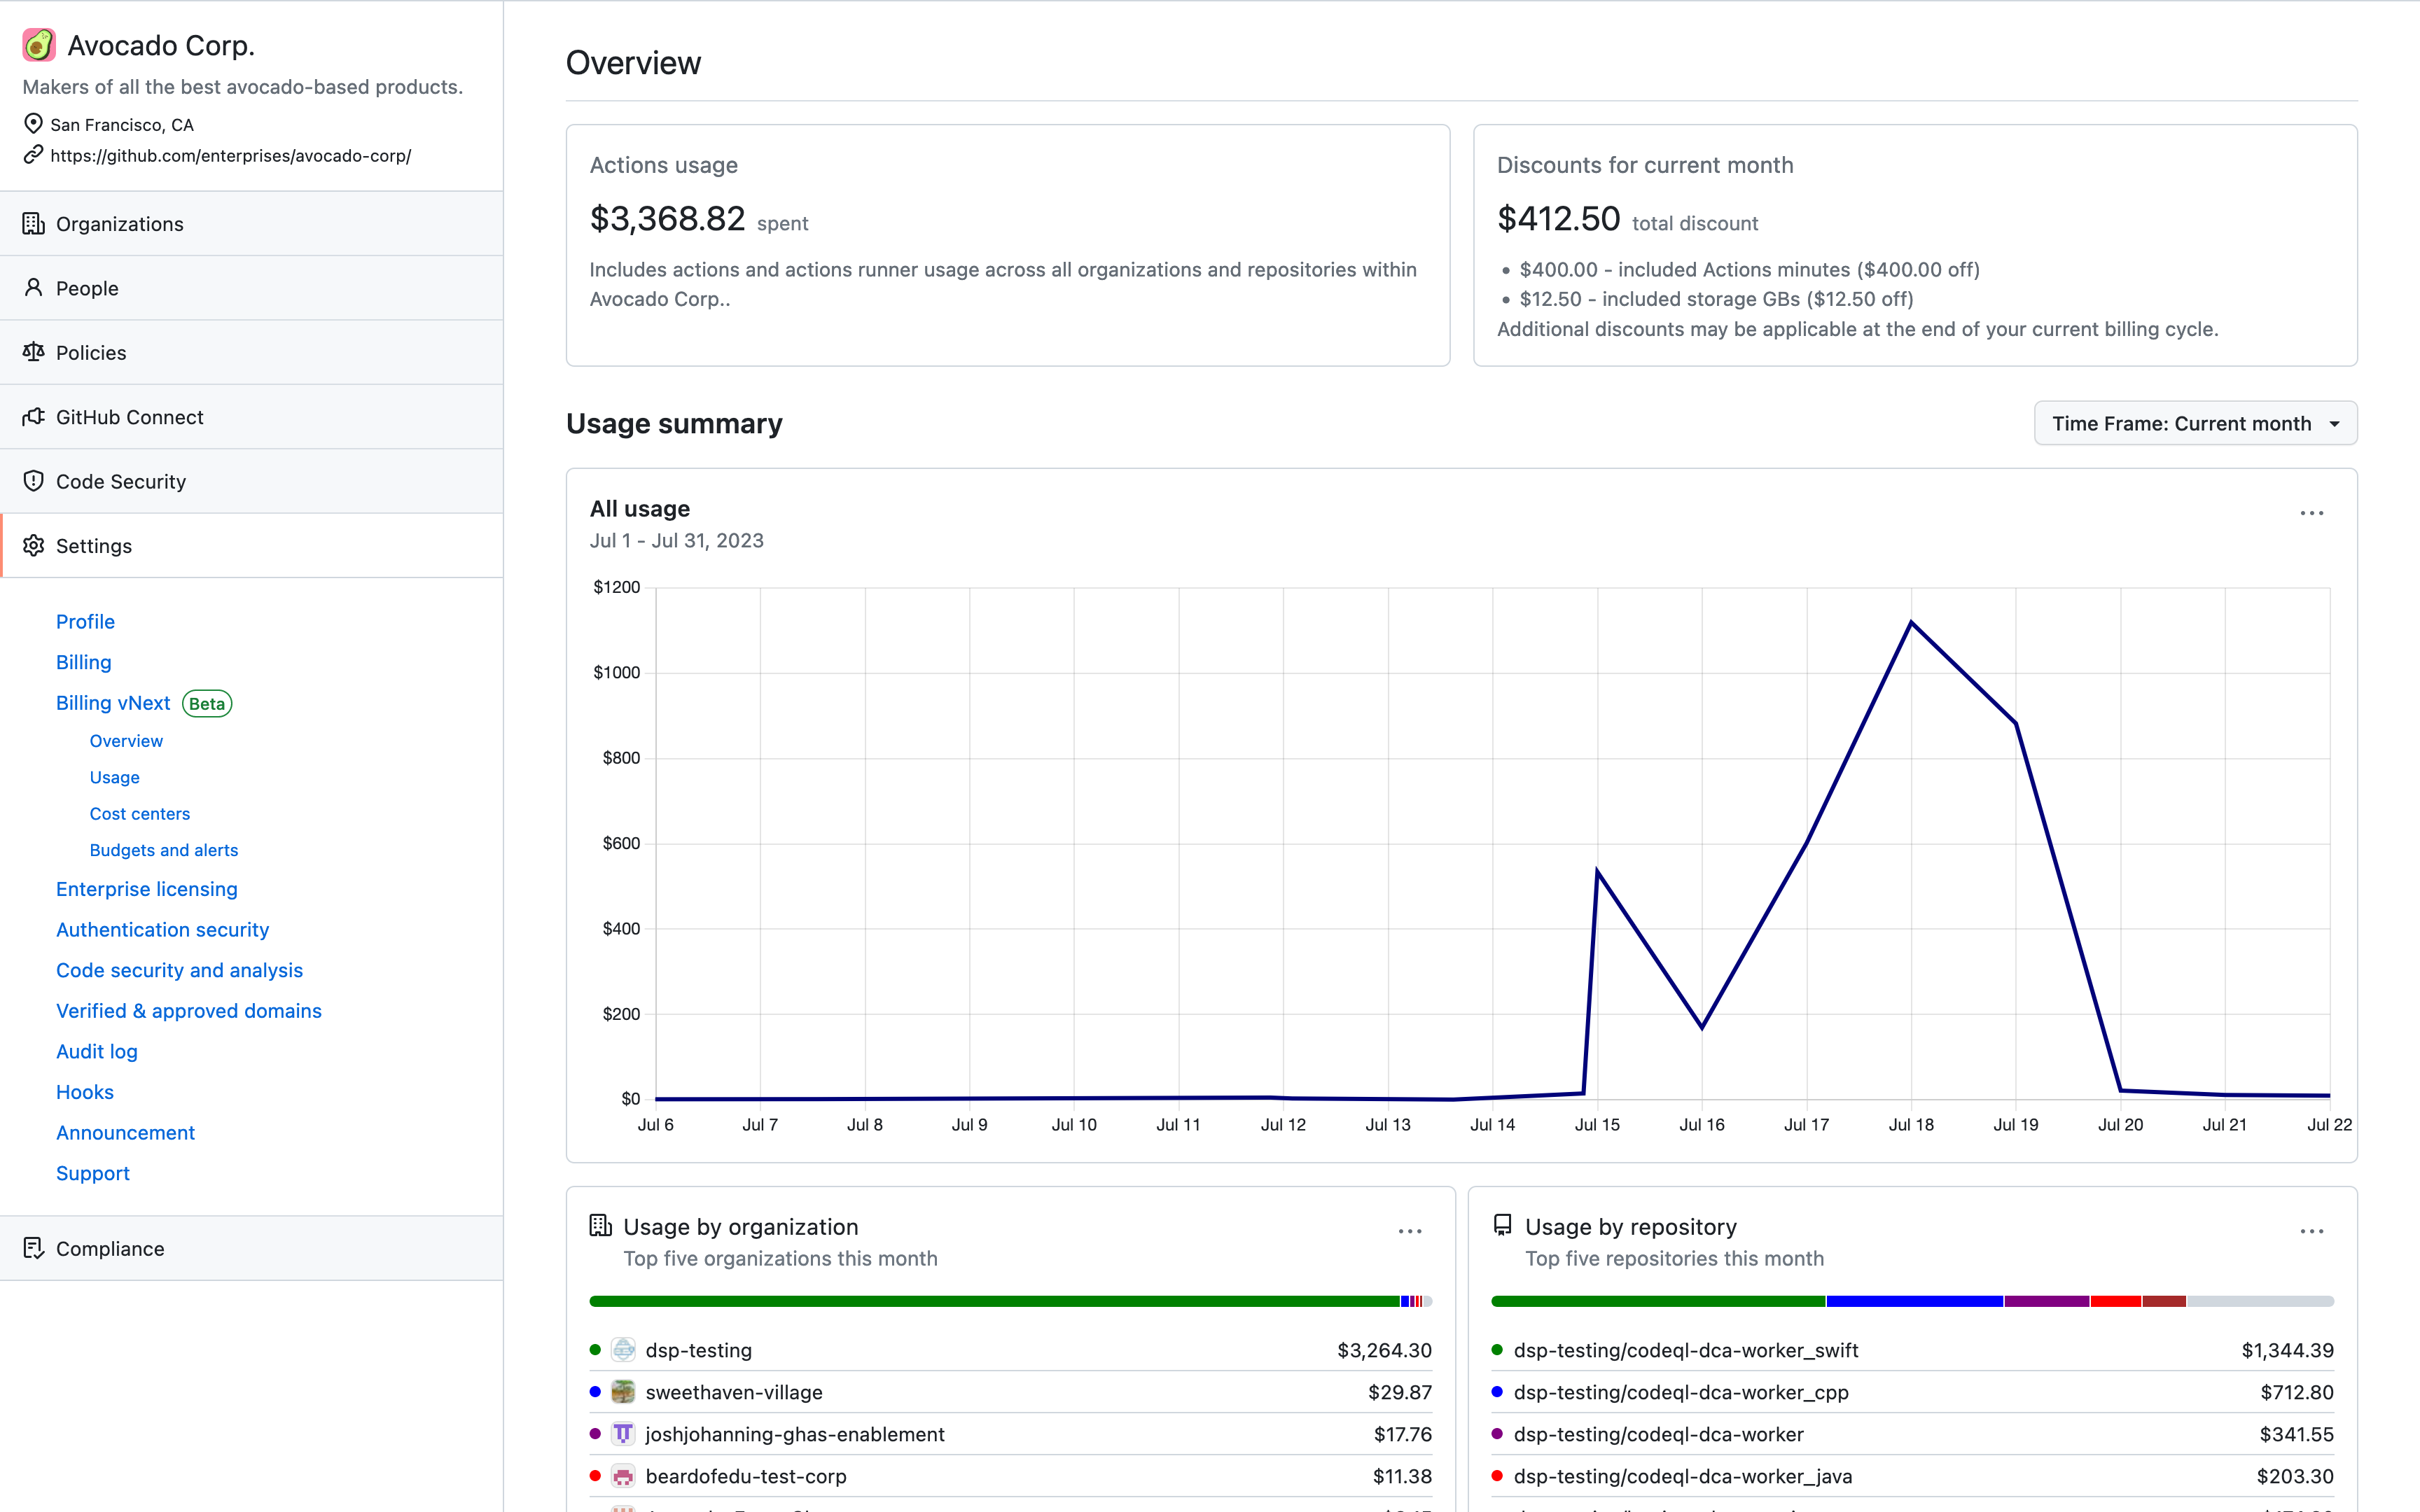 Avocado Corp.
Makers of all the best avocado-based products.
San Francisco, CA
https://github.com/enterprises/avocado-corp/
Organizations
People
Policies
GitHub Connect
Code Security
Settings
Profile
Billing
Billing vNext Beta
Overview
Usage
Cost centers
Budgets and alerts
Enterprise licensing
Authentication security
Code security and analysis
Verified & approved domains
Audit log
Hooks
Announcement
Support
Compliance
Overview
Actions usage
$3,368.82 spent
Includes actions and actions runner usage across all organizations and repositories within
Avocado Corp..
Discounts for current month
$412.50 total discount
• $400.00 - included Actions minutes ($400.00 off)
• $12.50 - included storage GBs ($12.50 off)
Additional discounts may be applicable at the end of your current billing cycle.
Usage summary
Time Frame: Current month
All usage
Jul 1 - Jul 31, 2023
$1200
$1000
$800
$600
$400
$200
$0
Jul 6 Jul 7 Jul 8 Jul 9 Jul 10 Jul 11 Jul 12 Jul 13 Jul 14 Jul 15 Jul 16 Jul 17 Jul 18 Jul 19 Jul 20 Jul 21 Jul 22
Usage by organization
Top five organizations this month
dsp-testing $3,264.30
sweethaven-village $29.87
joshjohanning-ghas-enablement $17.76
beardofedu-test-corp $11.38
Usage by repository
Top five repositories this month
dsp-testing/codeql-dca-worker_swift $1,344.39
dsp-testing/codeql-dca-worker_cpp $712.80
dsp-testing/codeql-dca-worker $341.55
dsp-testing/codeql-dca-worker_java $203.30